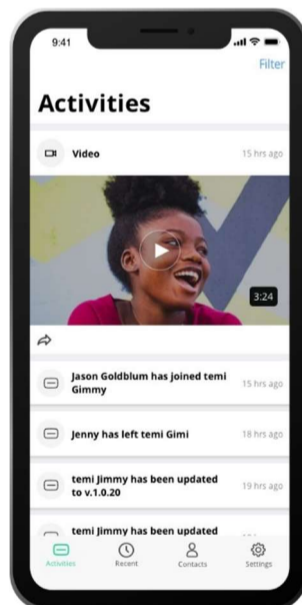 9:41
Filter
Activities
Video 15 hrs ago
3:24
Jason Goldblum has joined temi
Gimmy
15 hrs ago
Jenny has left temi Gimi 18 hrs ago
temi Jimmy has been updated
to v.1.0.20
19 hrs ago
temi Jimmy has been updated
Activities Recent Contacts Settings